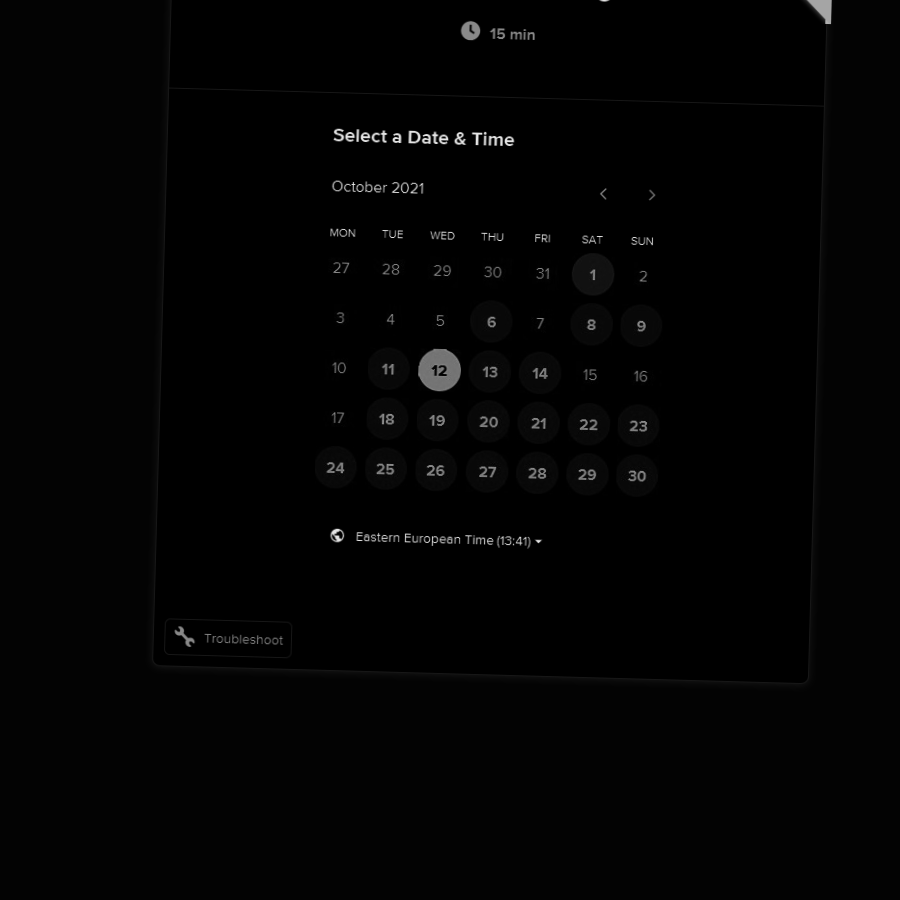 15 min
Select a Date & Time
October 2021
MON TUE WED THU FRI SAT SUN
27 28 29 30 31 1 2
3 4 5 6 7 8 9
10 11 12 13 14 15 16
17 18 19 20 21 22 23
24 25 26 27 28 29 30
Eastern European Time (13:41)
Troubleshoot